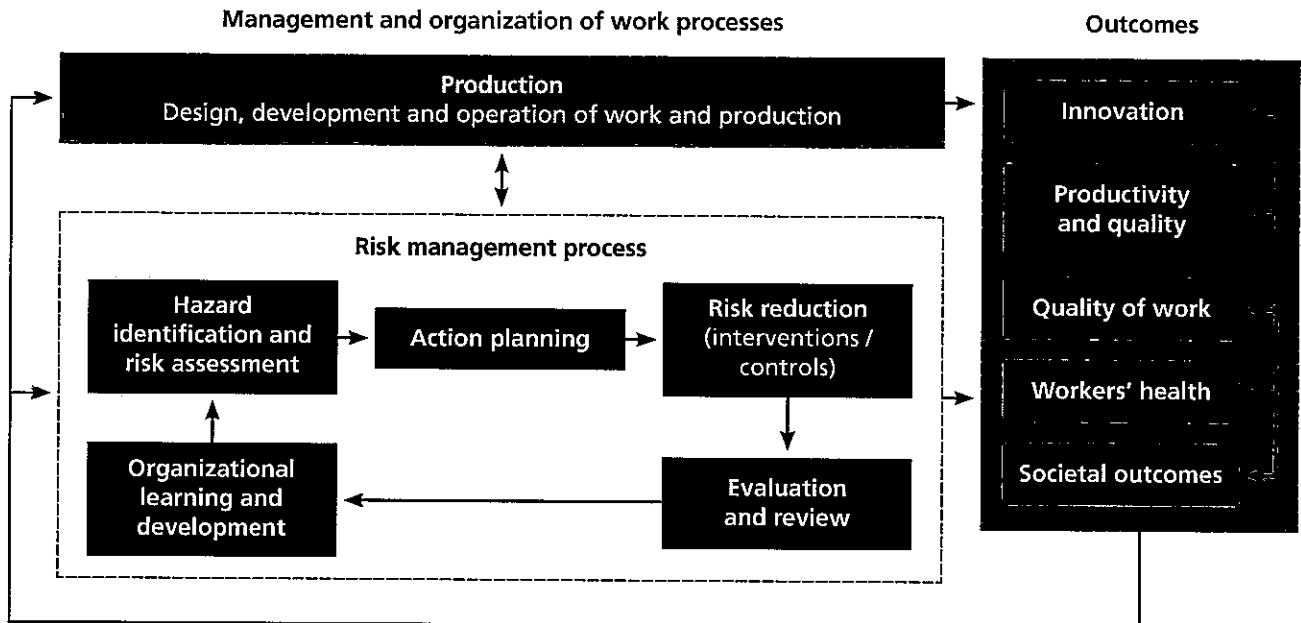 Management and organization of work processes
Outcomes
Production
Design, development and operation of work and production
Innovation
Productivity
and quality
Quality of work
Workers' health
Societal outcomes
Risk management process
Hazard
identification and
risk assessment
Action planning
Risk reduction
(interventions /
controls)
Organizational
learning and
development
Evaluation
and review